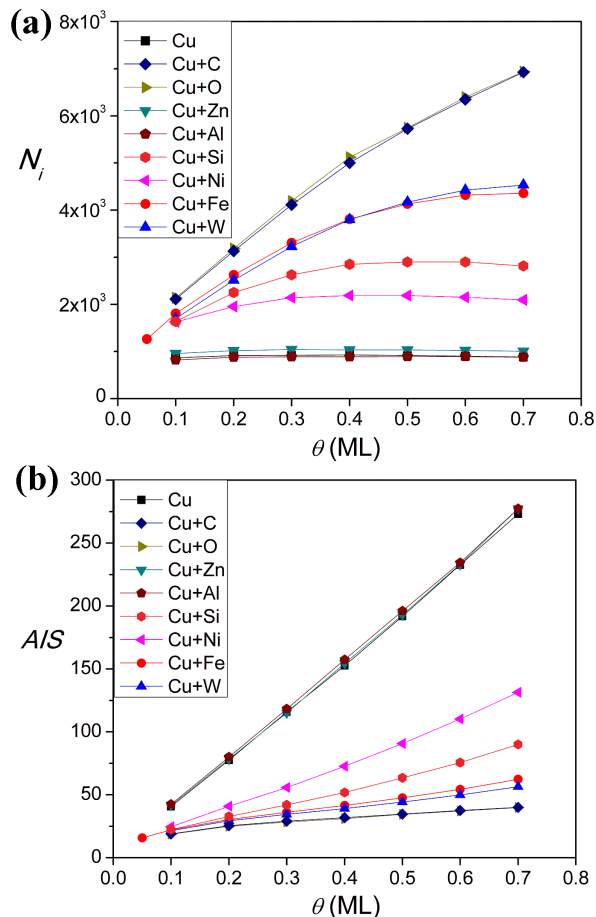 (a)
8x10³
6x10³
4x10³
2x10³
0
Nᵢ
Cu
Cu+C
Cu+O
Cu+Zn
Cu+Al
Cu+Si
Cu+Ni
Cu+Fe
Cu+W
0.0 0.1 0.2 0.3 0.4 0.5 0.6 0.7 0.8
θ (ML)
(b)
300
250
200
150
100
50
0
AIS
Cu
Cu+C
Cu+O
Cu+Zn
Cu+Al
Cu+Si
Cu+Ni
Cu+Fe
Cu+W
0.0 0.1 0.2 0.3 0.4 0.5 0.6 0.7 0.8
θ (ML)